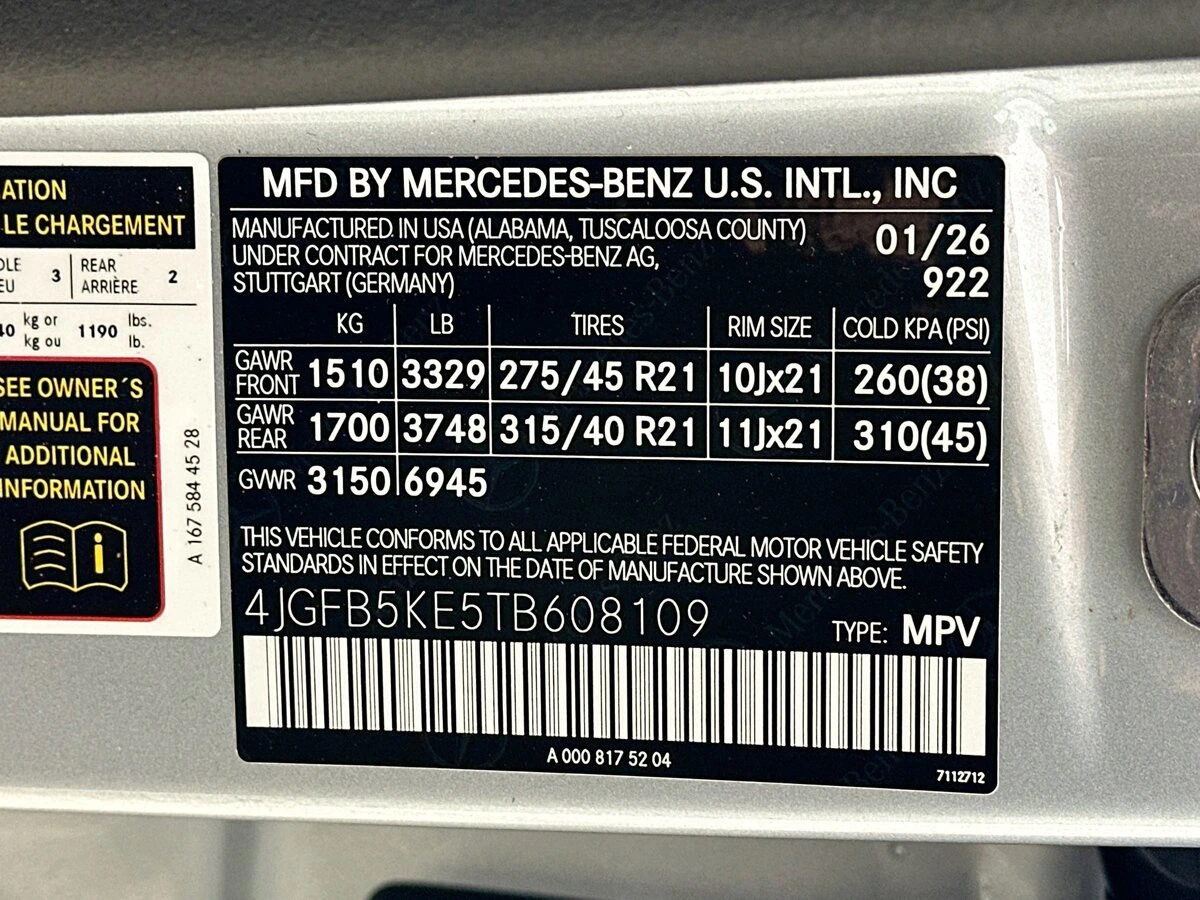 ATION
LE CHARGEMENT
3
REAR
ARRIÈRE
2
kg or
kg ou
1190
lbs.
lb.
SEE OWNER´S
MANUAL FOR
ADDITIONAL
INFORMATION
i
A 167 584 45 28
MFD BY MERCEDES-BENZ U.S. INTL., INC
MANUFACTURED IN USA (ALABAMA, TUSCALOOSA COUNTY)
UNDER CONTRACT FOR MERCEDES-BENZ AG,
STUTTGART (GERMANY)
01/26
922
KG LB TIRES RIM SIZE COLD KPA (PSI)
GAWR FRONT 1510 3329 275/45 R21 10Jx21 260(38)
GAWR REAR 1700 3748 315/40 R21 11Jx21 310(45)
GVWR 3150 6945
THIS VEHICLE CONFORMS TO ALL APPLICABLE FEDERAL MOTOR VEHICLE SAFETY
STANDARDS IN EFFECT ON THE DATE OF MANUFACTURE SHOWN ABOVE.
4JGFB5KE5TB608109
TYPE: MPV
A 000 817 52 04
7112712